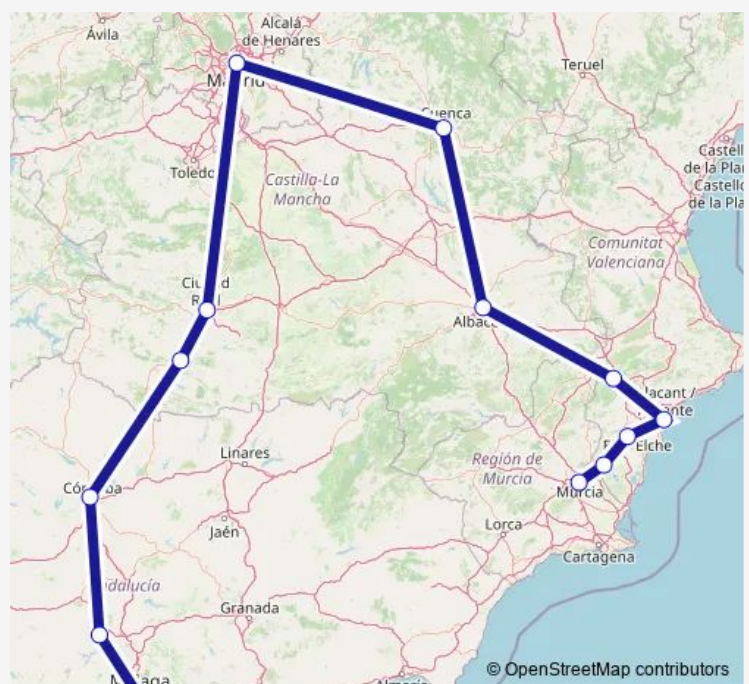 Ávila
Alcalá
de Henares
Teruel
Cuenca
Castell
de la Plan
Castelló
de la Pla
Toledo
Castilla-La
Mancha
Comunitat
Valenciana
Linares
Elche
Región de
Murcia
Murcia
Lorca
Jaén
Cartagena
Granada
© OpenStreetMap contributors